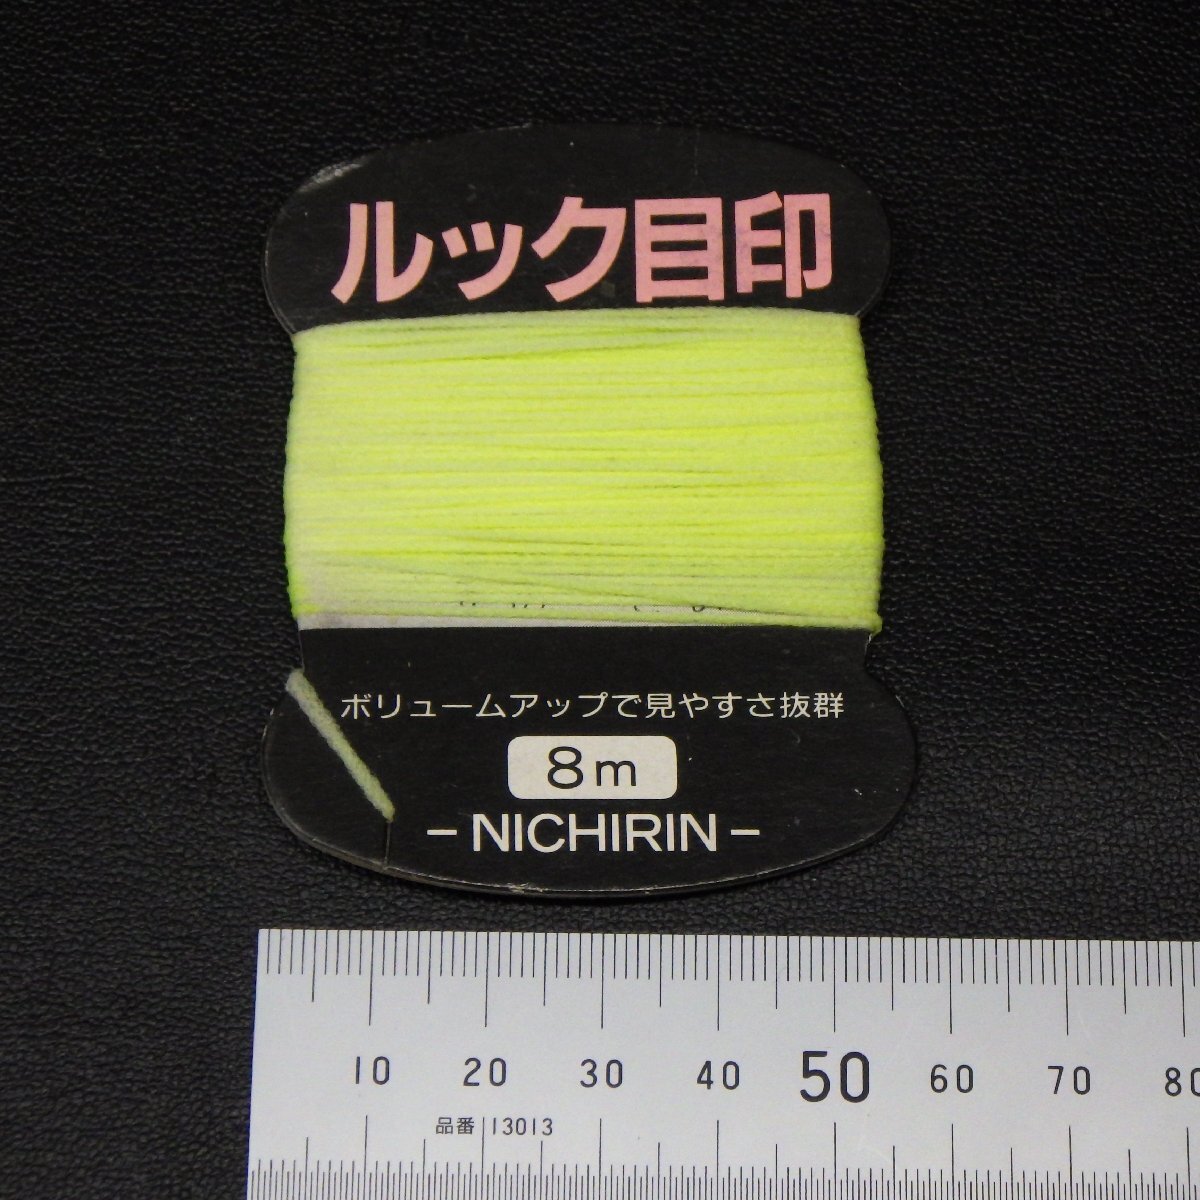 ルック目印
ボリュームアップで見やすさ抜群
8m
- NICHIRIN -
10 20 30 40 50 60 70 80
品番 13013